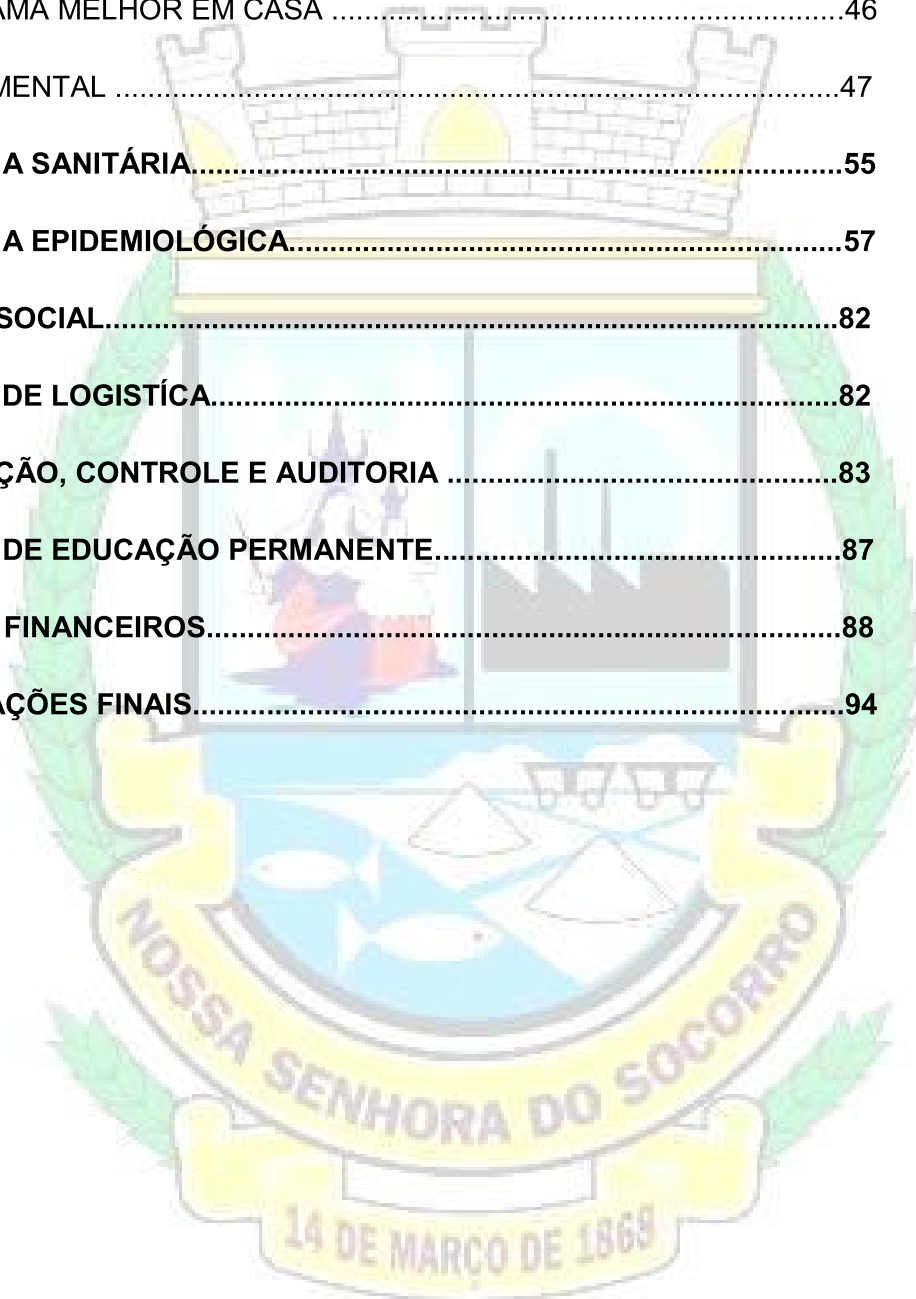 AMA MELHOR EM CASA ................................................................46
MENTAL ..........................................................................................47
A SANITÁRIA................................................................................55
A EPIDEMIOLÓGICA....................................................................57
SOCIAL..........................................................................................82
DE LOGISTÍCA.............................................................................82
ÇÃO, CONTROLE E AUDITORIA ................................................83
DE EDUCAÇÃO PERMANENTE..................................................87
FINANCEIROS..............................................................................88
AÇÕES FINAIS................................................................................94
NOSSA SENHORA DO SOCORRO
14 DE MARÇO DE 1868